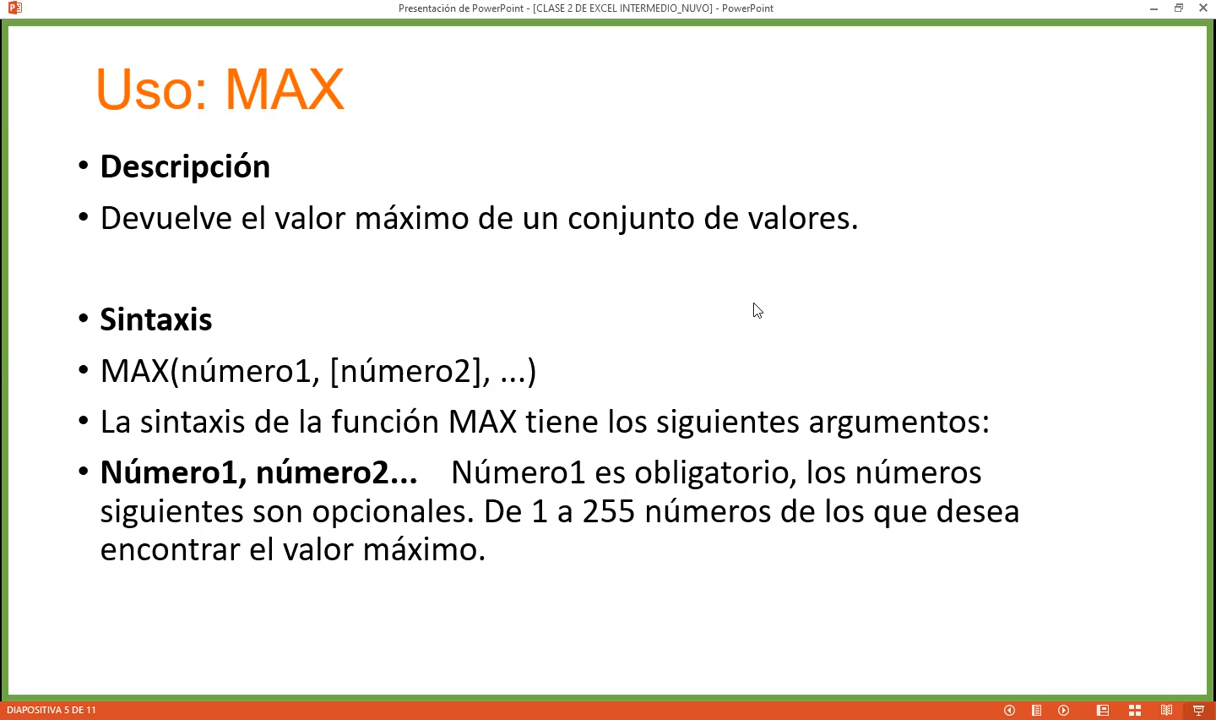 Presentación de PowerPoint - [CLASE 2 DE EXCEL INTERMEDIO_NUVO] - PowerPoint
Uso: MAX
• Descripción
• Devuelve el valor máximo de un conjunto de valores.
• Sintaxis
• MAX(número1, [número2], ...)
• La sintaxis de la función MAX tiene los siguientes argumentos:
• Número1, número2... Número1 es obligatorio, los números
siguientes son opcionales. De 1 a 255 números de los que desea
encontrar el valor máximo.
DIAPOSITIVA 5 DE 11